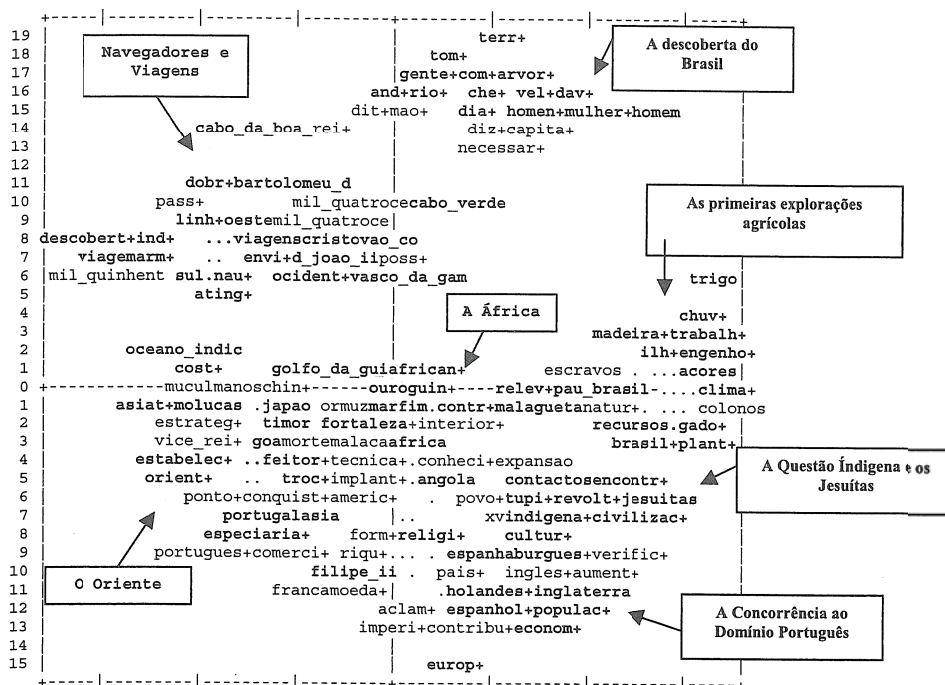 +---------|---------|---------+---------|---------|---------+
19 terr+
Navegadores e
Viagens
A descoberta do
Brasil
18 tom+
17 gente+com+arvor+
16 and+rio+ che+ vel+dav+
15 dit+mao+ dia+ homen+mulher+homem
14 cabo_da_boa_rei+ diz+capita+
13 necessar+
12
11 dobr+bartolomeu_d
10 pass+ mil_quatrocecabo_verde
As primeiras explorações
agrícolas
9 linh+oestemil_quatroce
8 descobert+ind+ ...viagenscristovao_co
7 viagemarm+ .. envi+d_joao_iiposs+
6 mil_quinhent sul.nau+ ocident+vasco_da_gam trigo
5 ating+
A África
4 chuv+
3 madeira+trabalh+
2 oceano_indic ilh+engenho+
1 cost+ golfo_da_guiafrican+ escravos . ...acores
0 +------------muculmanoschin+------ouroguin+----relev+pau_brasil-....clima+
1 asiat+molucas .japao ormuzmarfim.contr+malaguetanatur+. ... colonos
2 estrateg+ timor fortaleza+interior+ recursos.gado+
3 vice_rei+ goamortemalacaafrica brasil+plant+
4 estabelec+ ..feitor+tecnica+.conheci+expansao
A Questão Índigena e os
Jesuítas
5 orient+ .. troc+implant+.angola contactosencontr+
6 ponto+conquist+americ+ . povo+tupi+revolt+jesuitas
7 portugalasia |.. xvindigena+civilizac+
8 especiaria+ form+religi+ cultur+
9 portugues+comerci+ riqu+... . espanhaburgues+verific+
O Oriente
10 filipe_ii . pais+ ingles+aument+
11 francamoeda+| .holandes+inglaterra
12 aclam+ espanhol+populac+
A Concorrência ao
Domínio Português
13 imperi+contribu+econom+
14
15 europ+
+---------|---------|---------+---------|---------|---------+